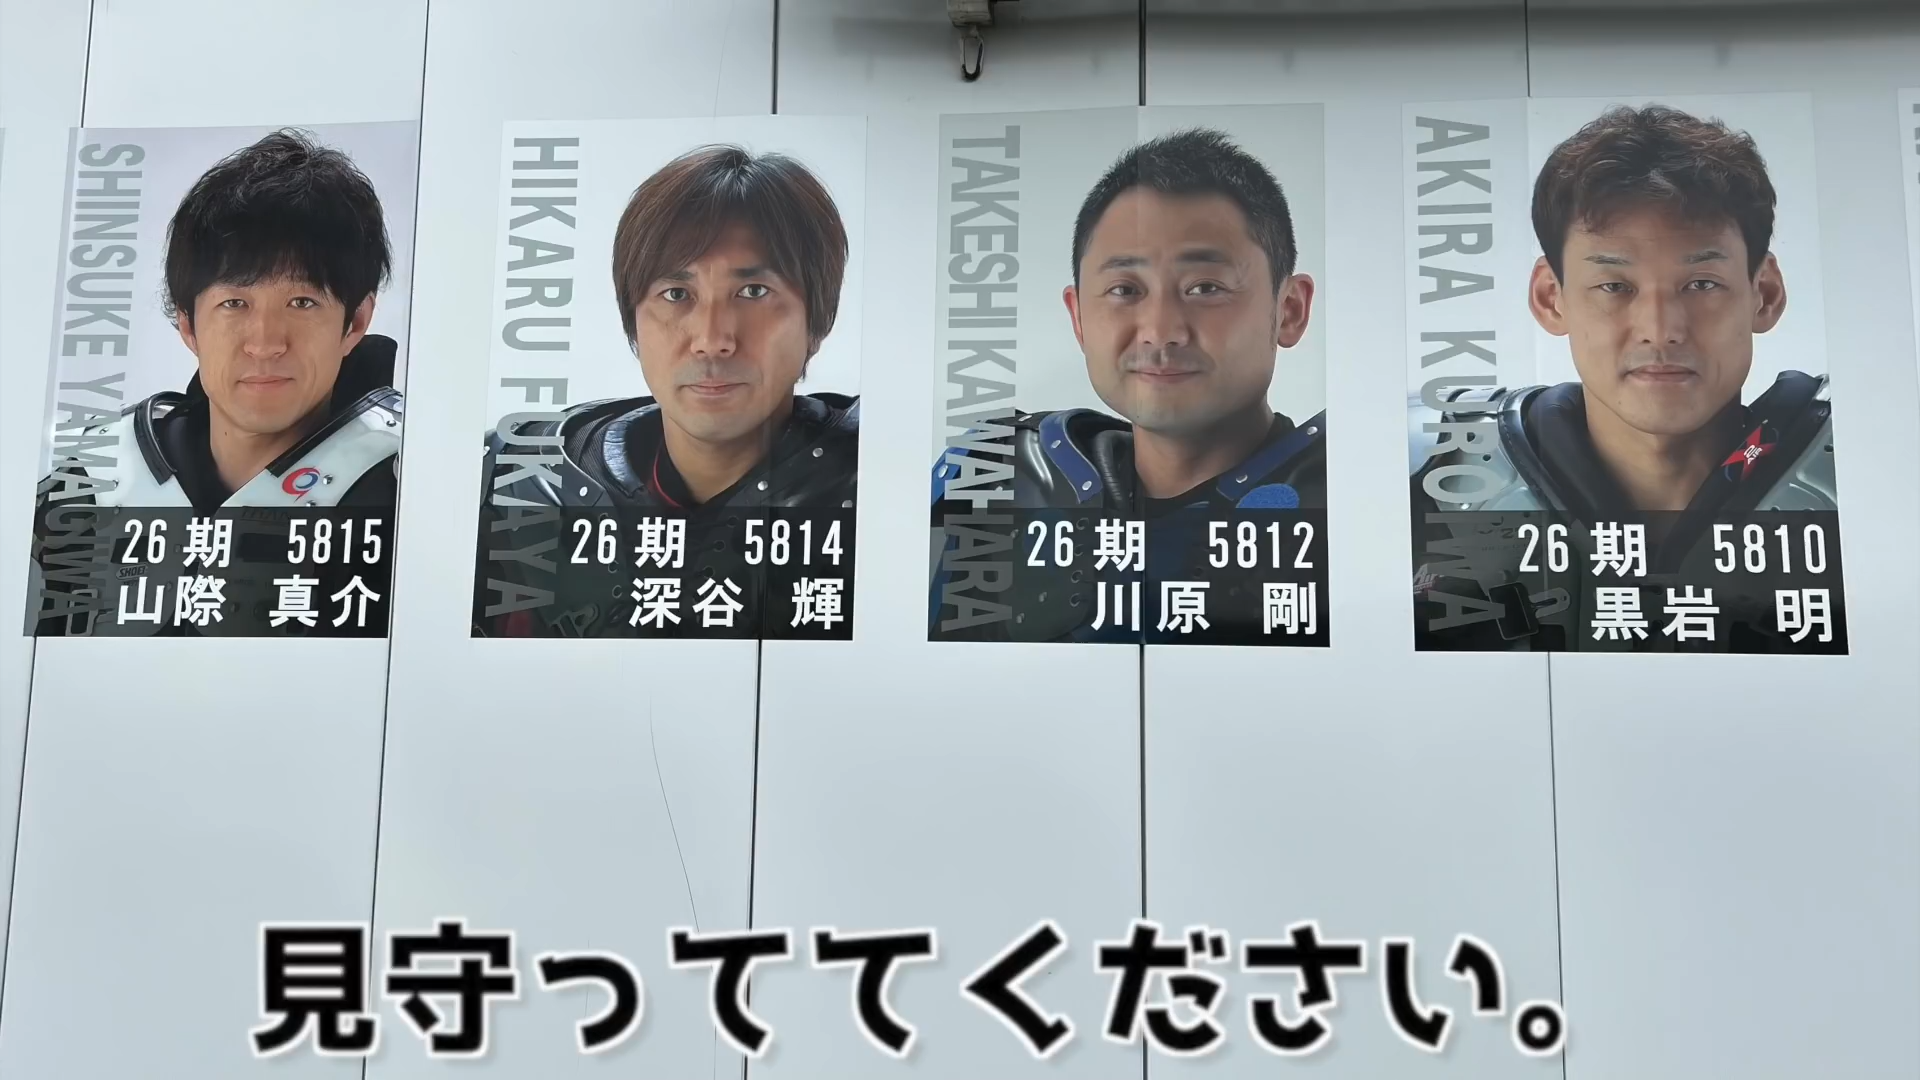 SHINSUKE YAMAGIWA
26期 5815
山際 真介
HIKARU FUKAYA
26期 5814
深谷 輝
TAKESHI KAWAHARA
26期 5812
川原 剛
AKIRA KUROIWA
26期 5810
黒岩 明
見守っててください。